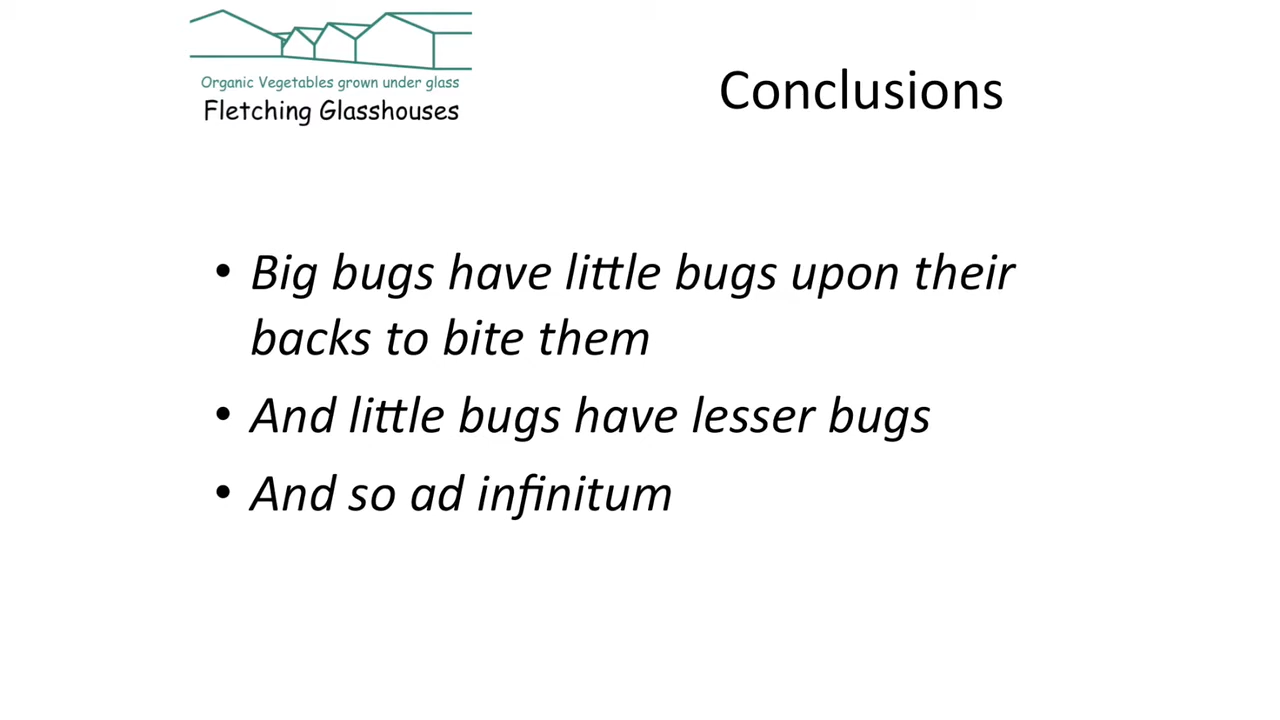 Organic Vegetables grown under glass
Fletching Glasshouses
Conclusions
• Big bugs have little bugs upon their
backs to bite them
• And little bugs have lesser bugs
• And so ad infinitum